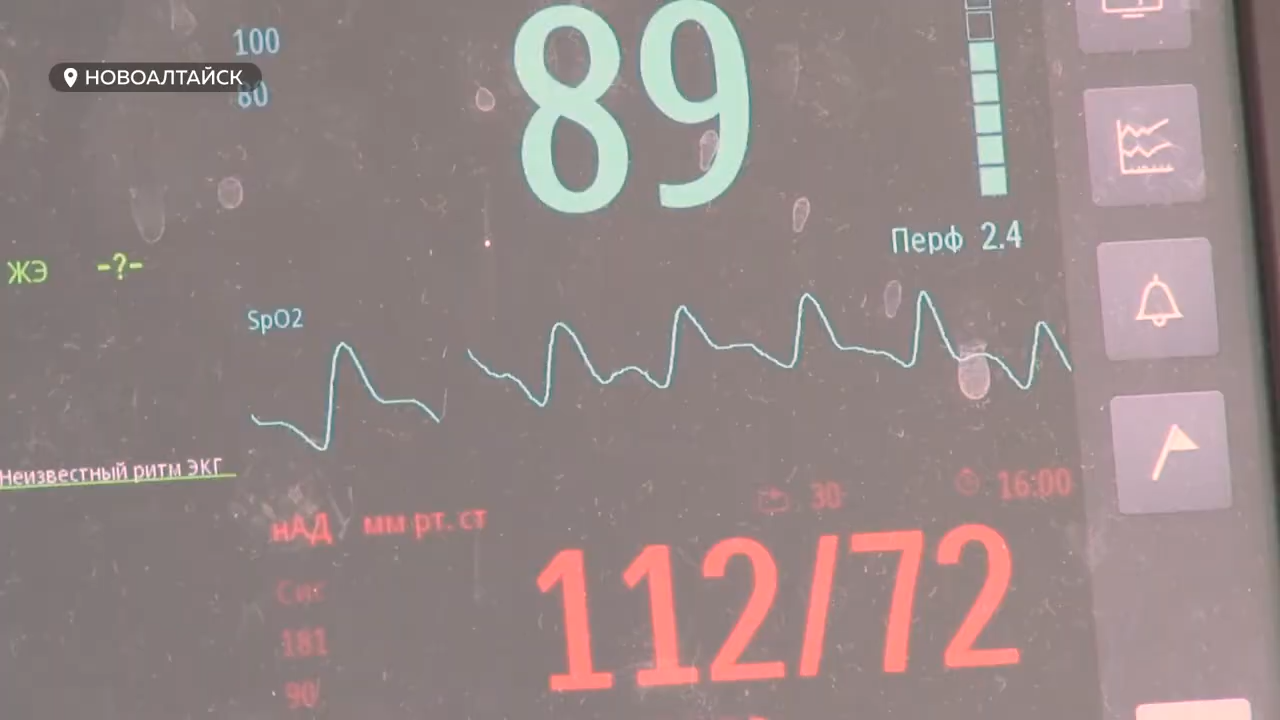 100
НОВОАЛТАЙСК
80
89
Перф 2.4
ЖЭ -?-
SpO2
Неизвестный ритм ЭКГ
нАД мм рт. ст
30
16:00
Сис
181
90
112/72